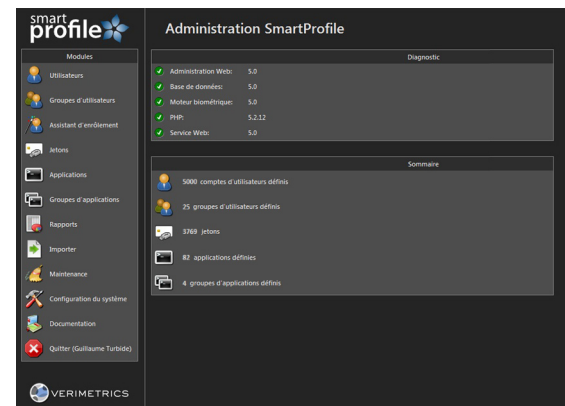 smart
profile
Administration SmartProfile
Modules
Utilisateurs
Groupes d'utilisateurs
Assistant d'enrôlement
Jetons
Applications
Groupes d'applications
Rapports
Importer
Maintenance
Configuration du système
Documentation
Quitter (Guillaume Turbide)
VERIMETRICS
Diagnostic
Administration Web: 5.0
Base de données: 5.0
Moteur biométrique: 5.0
PHP: 5.2.12
Service Web: 5.0
Sommaire
5000 comptes d'utilisateurs définis
25 groupes d'utilisateurs définis
3769 jetons
82 applications définies
4 groupes d'applications définis